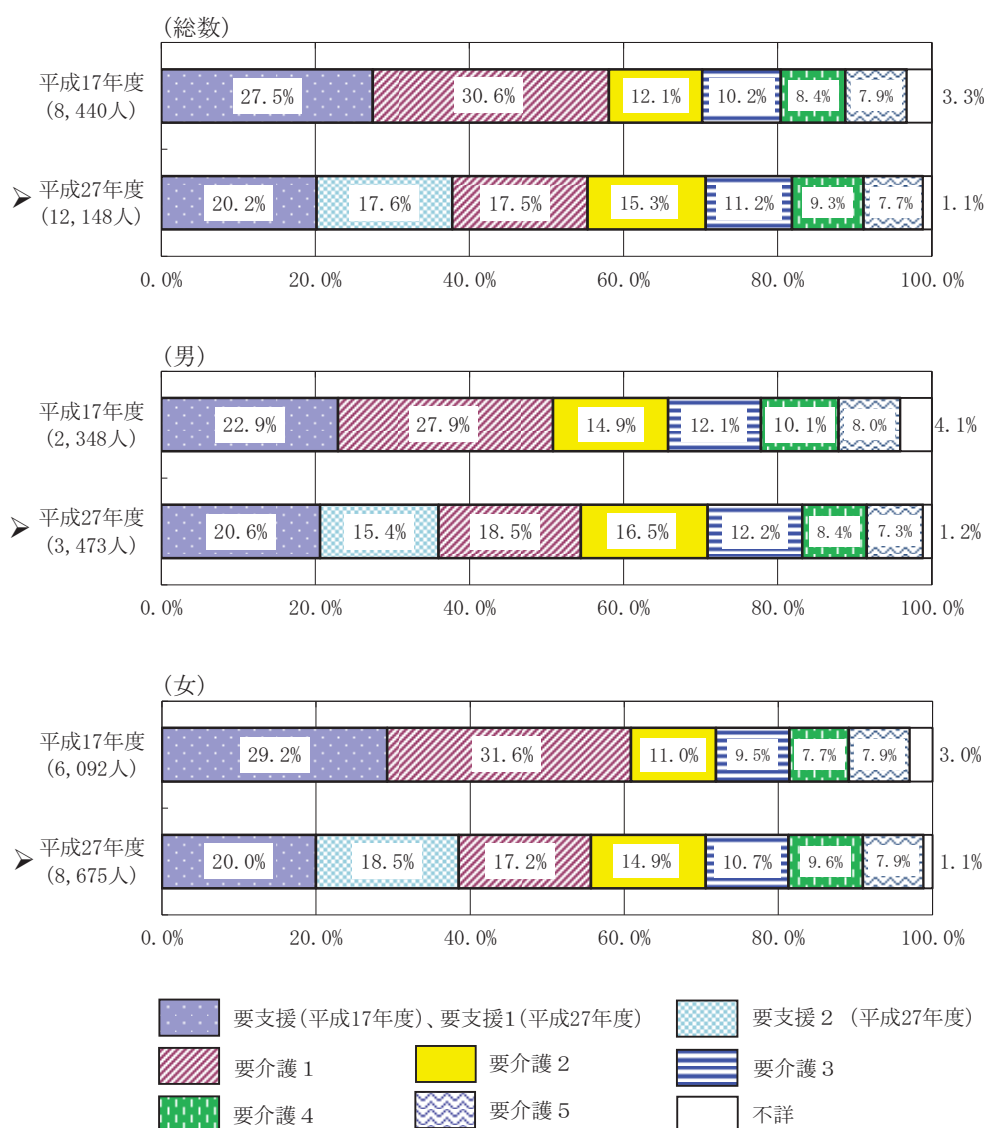 (総数)
平成17年度
(8,440人)
27.5% 30.6% 12.1% 10.2% 8.4% 7.9% 3.3%
➢ 平成27年度
(12,148人)
20.2% 17.6% 17.5% 15.3% 11.2% 9.3% 7.7% 1.1%
0.0% 20.0% 40.0% 60.0% 80.0% 100.0%
(男)
平成17年度
(2,348人)
22.9% 27.9% 14.9% 12.1% 10.1% 8.0% 4.1%
➢ 平成27年度
(3,473人)
20.6% 15.4% 18.5% 16.5% 12.2% 8.4% 7.3% 1.2%
0.0% 20.0% 40.0% 60.0% 80.0% 100.0%
(女)
平成17年度
(6,092人)
29.2% 31.6% 11.0% 9.5% 7.7% 7.9% 3.0%
➢ 平成27年度
(8,675人)
20.0% 18.5% 17.2% 14.9% 10.7% 9.6% 7.9% 1.1%
0.0% 20.0% 40.0% 60.0% 80.0% 100.0%
要支援(平成17年度)、要支援1(平成27年度) 要支援2 (平成27年度)
要介護1 要介護2 要介護3
要介護4 要介護5 不詳